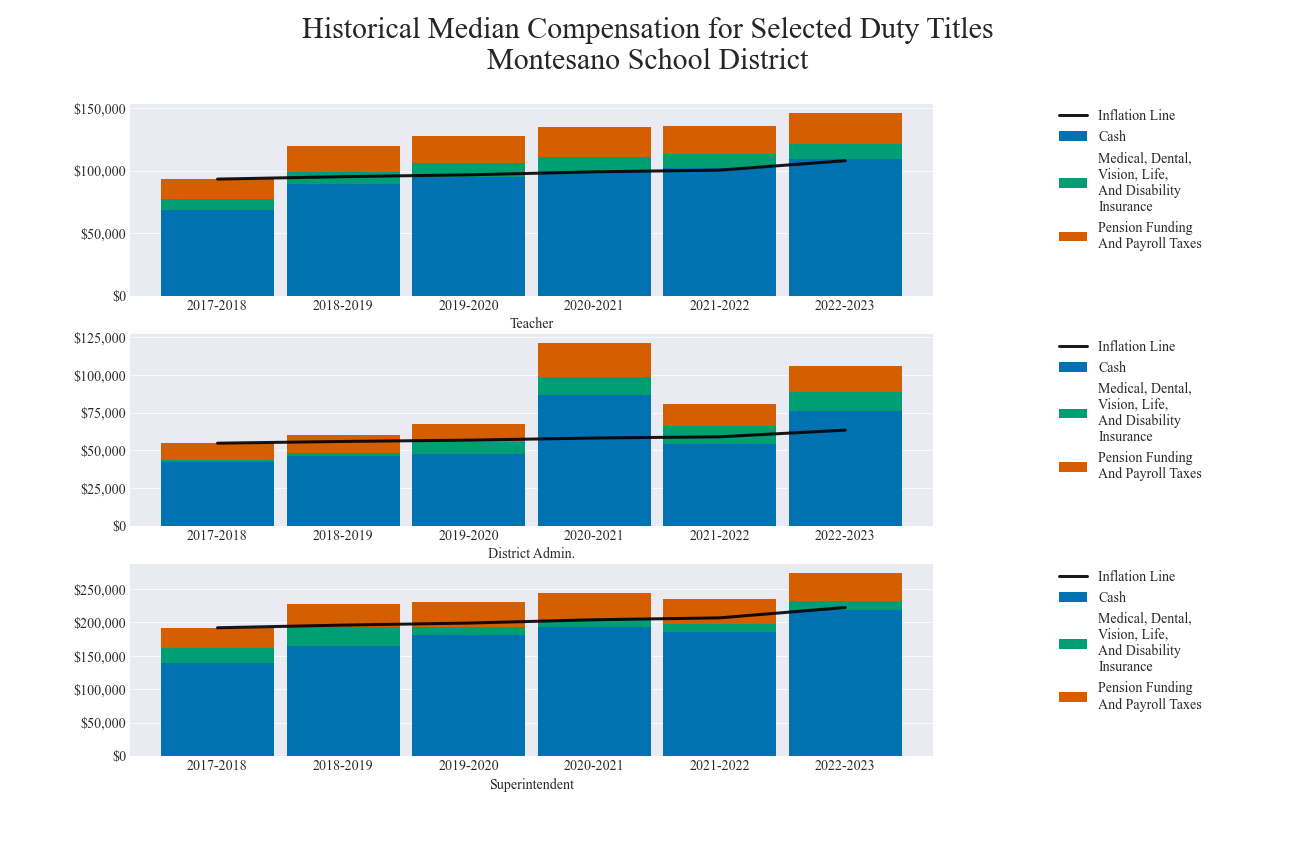 Historical Median Compensation for Selected Duty Titles
Montesano School District
$150,000
$100,000
$50,000
$0
2017-2018 2018-2019 2019-2020 2020-2021 2021-2022 2022-2023
Teacher
Inflation Line
Cash
Medical, Dental,
Vision, Life,
And Disability
Insurance
Pension Funding
And Payroll Taxes
$125,000
$100,000
$75,000
$50,000
$25,000
$0
2017-2018 2018-2019 2019-2020 2020-2021 2021-2022 2022-2023
District Admin.
Inflation Line
Cash
Medical, Dental,
Vision, Life,
And Disability
Insurance
Pension Funding
And Payroll Taxes
$250,000
$200,000
$150,000
$100,000
$50,000
$0
2017-2018 2018-2019 2019-2020 2020-2021 2021-2022 2022-2023
Superintendent
Inflation Line
Cash
Medical, Dental,
Vision, Life,
And Disability
Insurance
Pension Funding
And Payroll Taxes